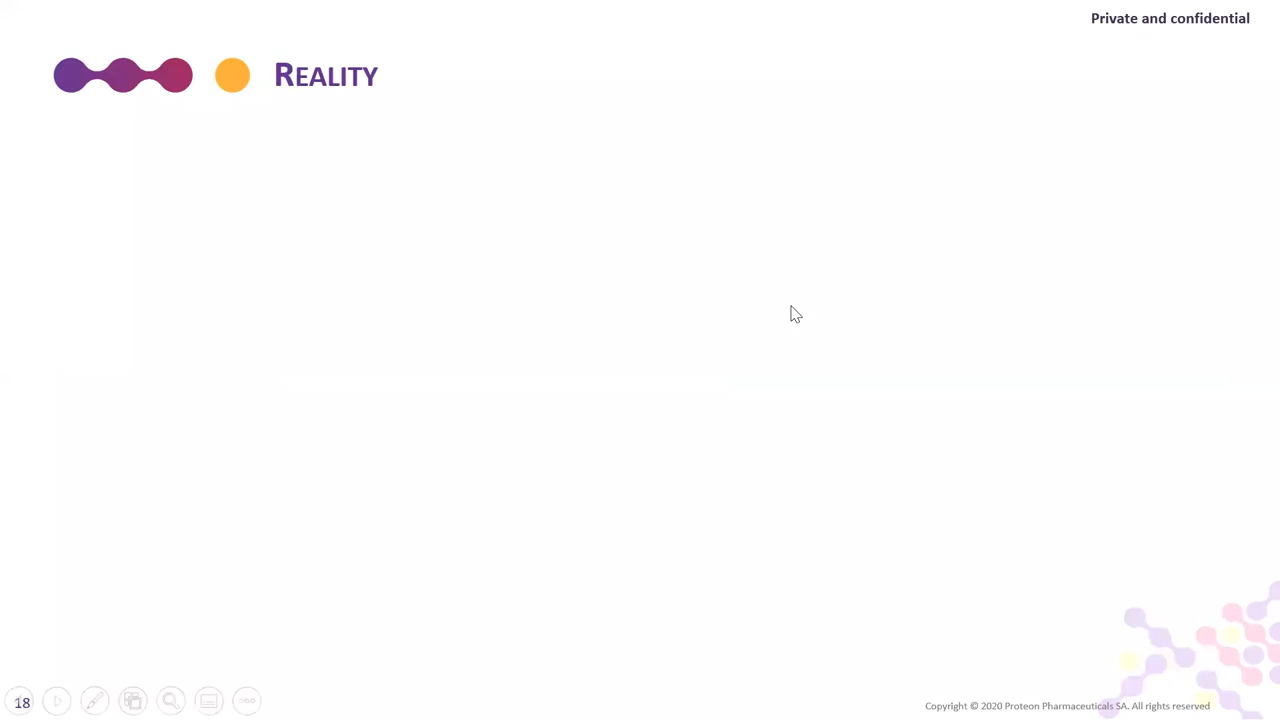 Private and confidential
REALITY
18
Copyright © 2020 Proteon Pharmaceuticals SA. All rights reserved